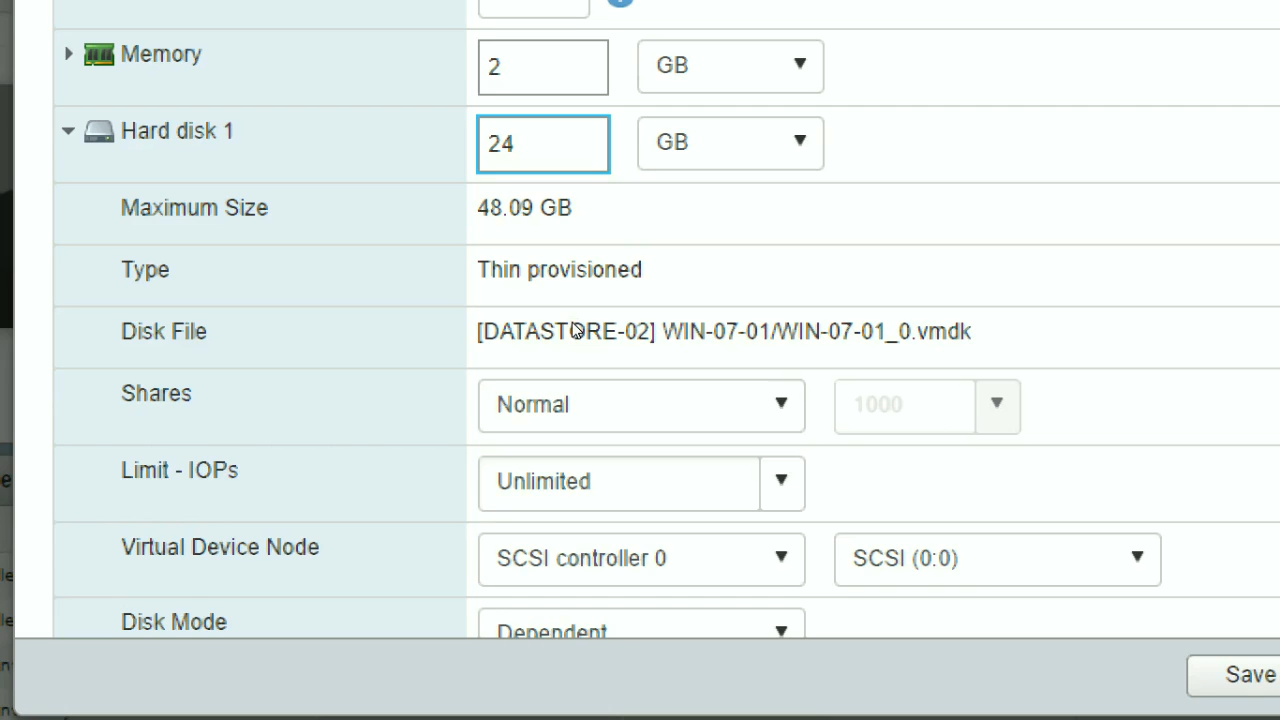 Memory 2 GB
Hard disk 1 24 GB
Maximum Size 48.09 GB
Type Thin provisioned
Disk File [DATASTORE-02] WIN-07-01/WIN-07-01_0.vmdk
Shares Normal 1000
Limit - IOPs Unlimited
Virtual Device Node SCSI controller 0 SCSI (0:0)
Disk Mode Dependent
Save